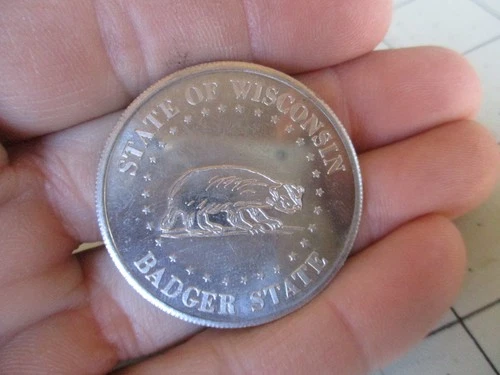 STATE OF WISCONSIN
BADGER STATE